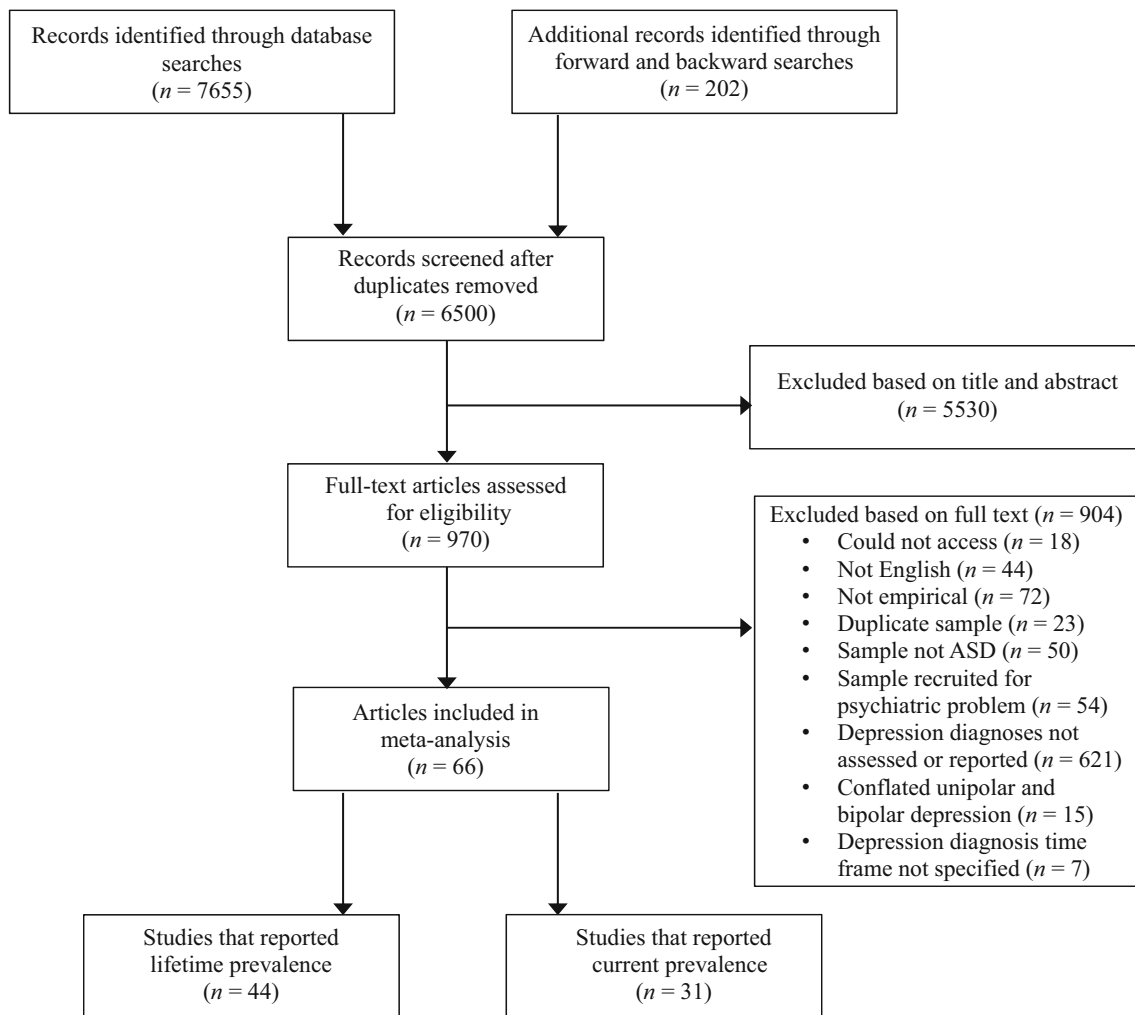 Records identified through database
searches
(n = 7655)
Additional records identified through
forward and backward searches
(n = 202)
Records screened after
duplicates removed
(n = 6500)
Excluded based on title and abstract
(n = 5530)
Full-text articles assessed
for eligibility
(n = 970)
Excluded based on full text (n = 904)
• Could not access (n = 18)
• Not English (n = 44)
• Not empirical (n = 72)
• Duplicate sample (n = 23)
• Sample not ASD (n = 50)
• Sample recruited for
psychiatric problem (n = 54)
• Depression diagnoses not
assessed or reported (n = 621)
• Conflated unipolar and
bipolar depression (n = 15)
• Depression diagnosis time
frame not specified (n = 7)
Articles included in
meta-analysis
(n = 66)
Studies that reported
lifetime prevalence
(n = 44)
Studies that reported
current prevalence
(n = 31)